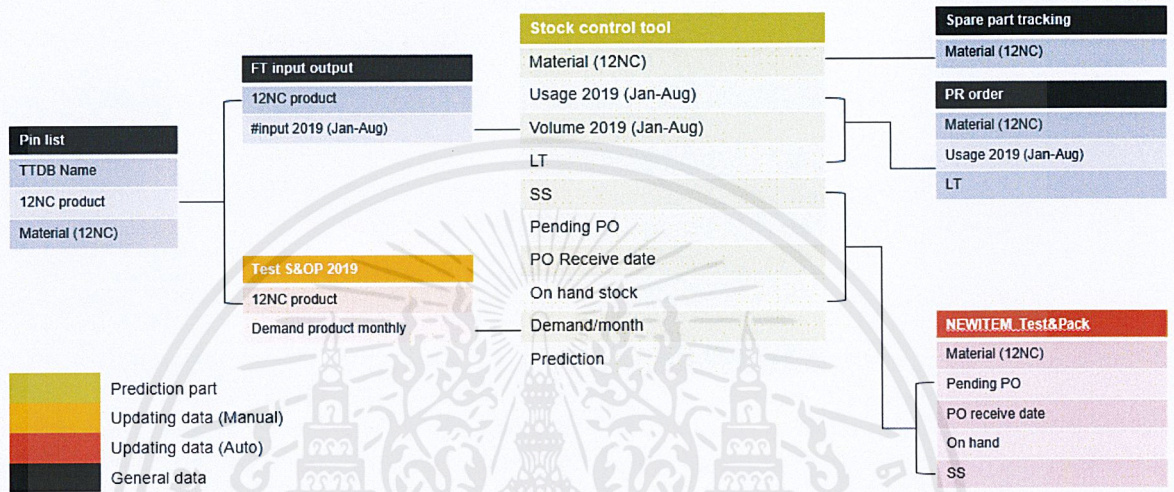 Pin list
TTDB Name
12NC product
Material (12NC)
FT input output
12NC product
#input 2019 (Jan-Aug)
Test S&OP 2019
12NC product
Demand product monthly
Stock control tool
Material (12NC)
Usage 2019 (Jan-Aug)
Volume 2019 (Jan-Aug)
LT
SS
Pending PO
PO Receive date
On hand stock
Demand/month
Prediction
Spare part tracking
Material (12NC)
PR order
Material (12NC)
Usage 2019 (Jan-Aug)
LT
NEWITEM_Test&Pack
Material (12NC)
Pending PO
PO receive date
On hand
SS
Prediction part
Updating data (Manual)
Updating data (Auto)
General data